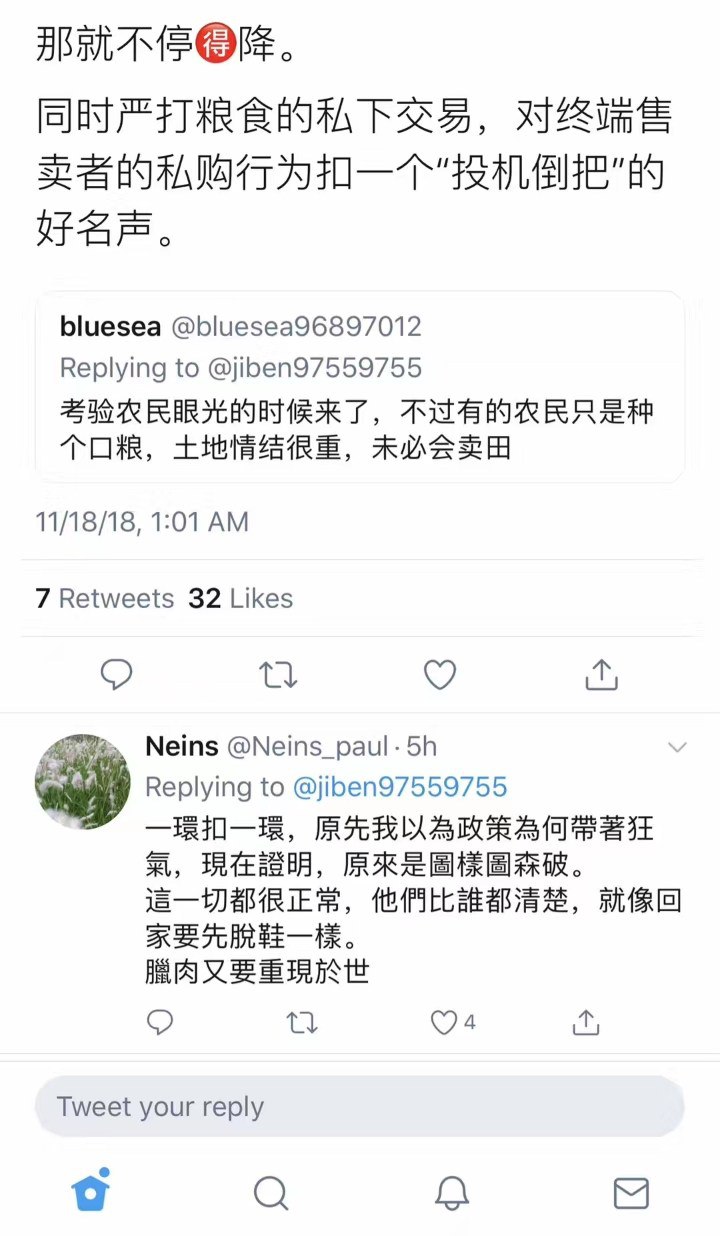 那就不停🉐降。
同时严打粮食的私下交易，对终端售
卖者的私购行为扣一个“投机倒把”的
好名声。
bluesea @bluesea96897012
Replying to @jiben97559755
考验农民眼光的时候来了，不过有的农民只是种
个口粮，土地情结很重，未必会卖田
11/18/18, 1:01 AM
7 Retweets 32 Likes
Neins @Neins_paul · 5h
Replying to @jiben97559755
一環扣一環，原先我以為政策為何帶著狂
氣，現在證明，原來是圖樣圖森破。
這一切都很正常，他們比誰都清楚，就像回
家要先脫鞋一樣。
臘肉又要重現於世
4
Tweet your reply